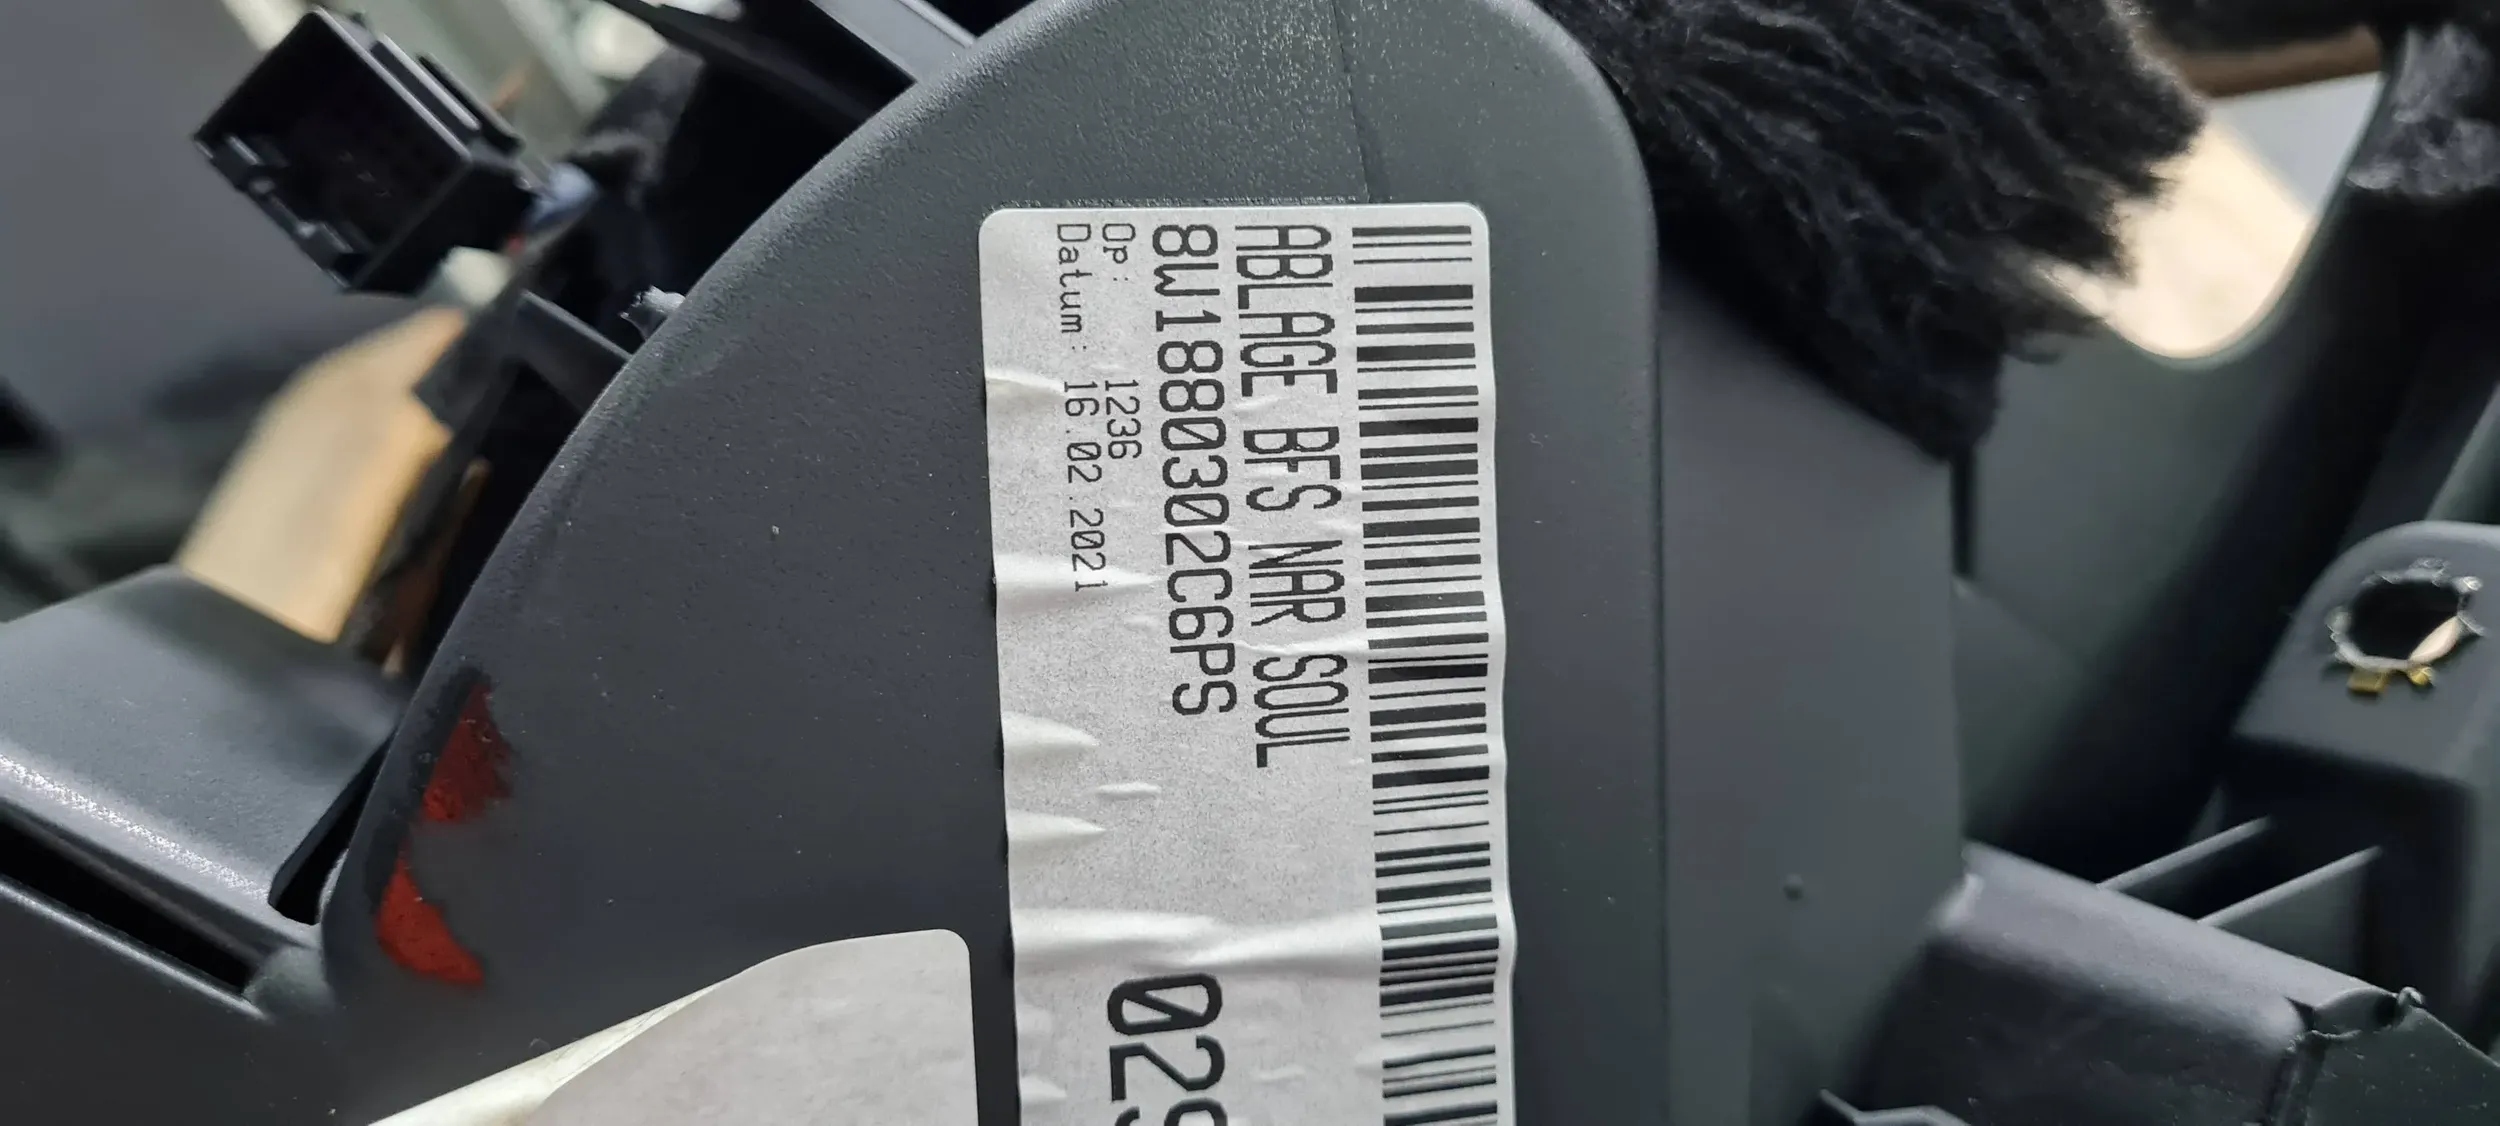 ABLAGE BFS NAR SOUL
8W1880302C6PS
Op: 1236
Datum: 16.02.2021
029